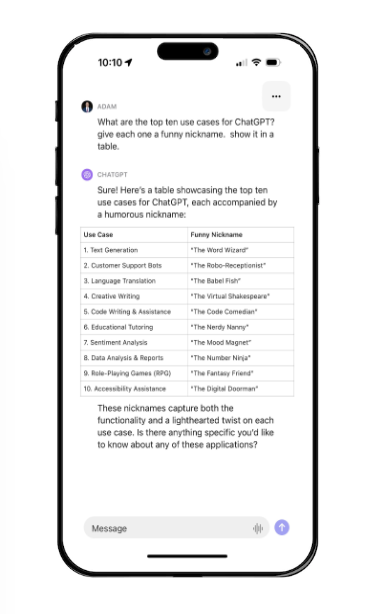 10:10
ADAM
What are the top ten use cases for ChatGPT?
give each one a funny nickname.  show it in a
table.
CHATGPT
Sure! Here's a table showcasing the top ten
use cases for ChatGPT, each accompanied
by a humorous nickname:
Use Case Funny Nickname
1. Text Generation "The Word Wizard"
2. Customer Support Bots "The Robo-Receptionist"
3. Language Translation "The Babel Fish"
4. Creative Writing "The Virtual Shakespeare"
5. Code Writing & Assistance "The Code Comedian"
6. Educational Tutoring "The Nerdy Nanny"
7. Sentiment Analysis "The Mood Magnet"
8. Data Analysis & Reports "The Number Ninja"
9. Role-Playing Games (RPG) "The Fantasy Friend"
10. Accessibility Assistance "The Digital Doorman"
These nicknames capture both the
functionality and a lighthearted twist on each
use case. Is there anything specific you'd like
to know about any of these applications?
Message